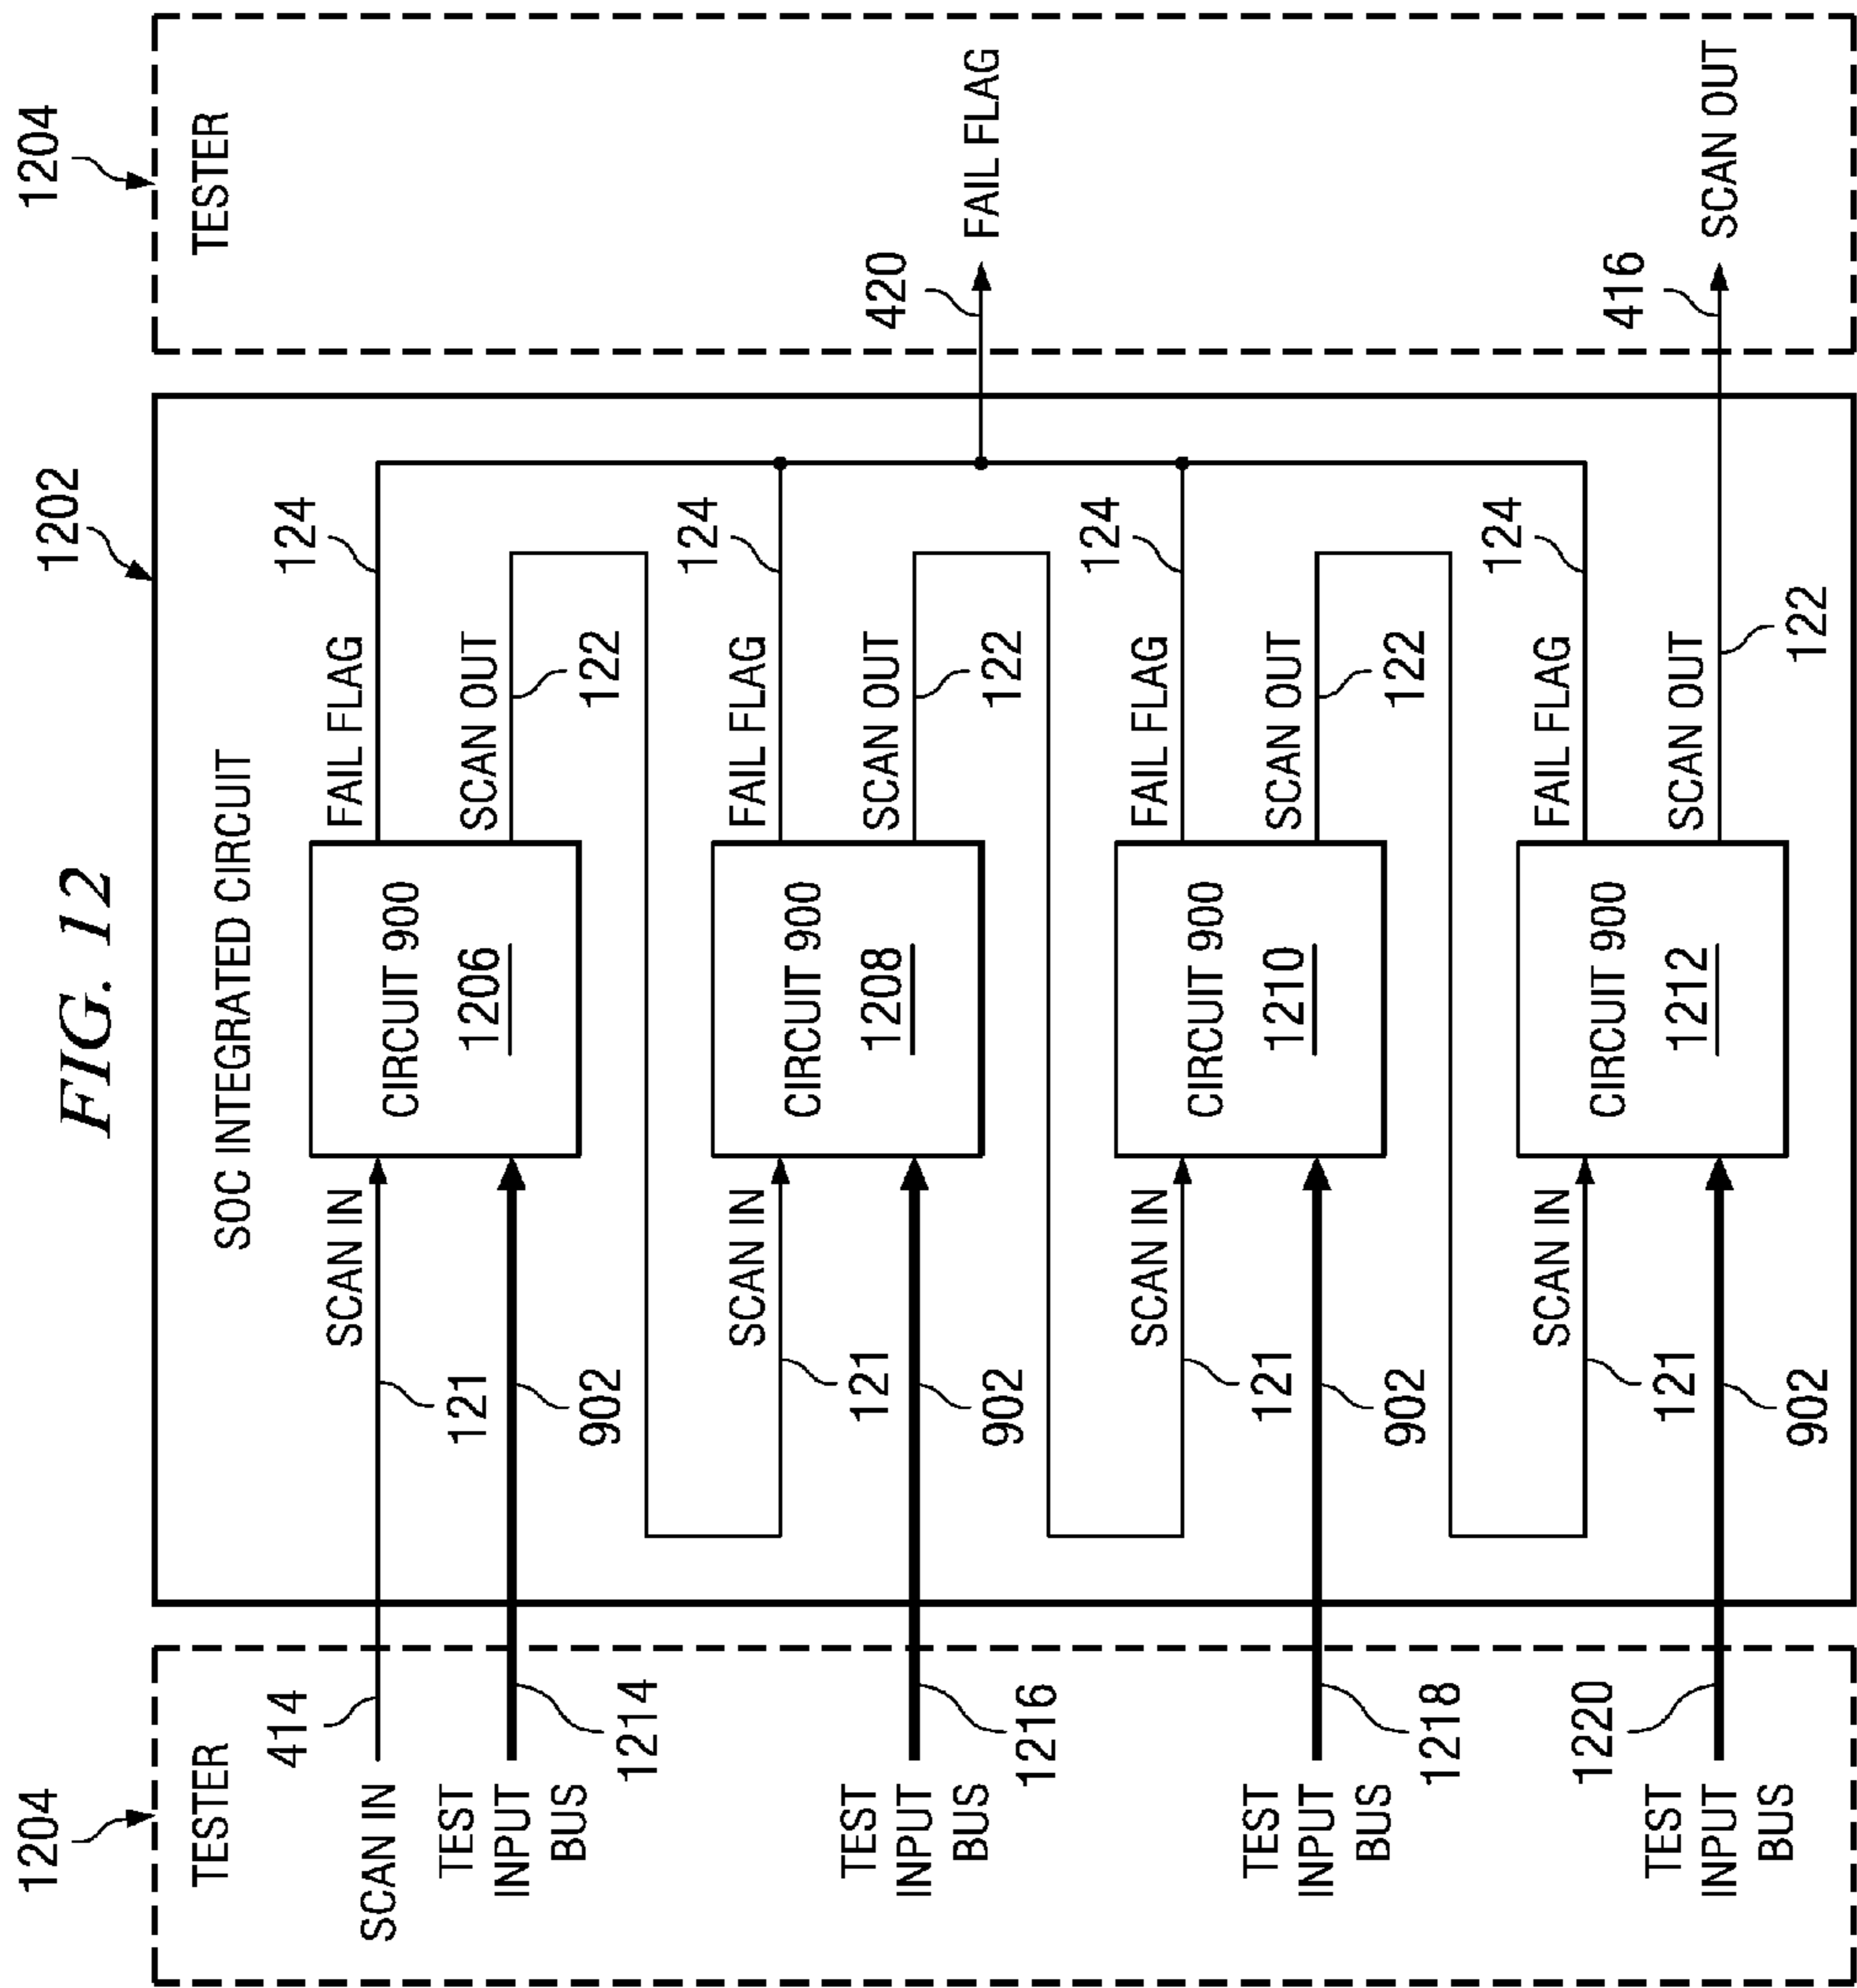 FIG. 12
1204
1202
1204
TESTER
SOC INTEGRATED CIRCUIT
TESTER
414
SCAN IN
121
SCAN IN
CIRCUIT 900
1206
FAIL FLAG
124
TEST
INPUT
BUS
1214
902
SCAN OUT
122
121
SCAN IN
CIRCUIT 900
1208
FAIL FLAG
124
TEST
INPUT
BUS
1216
902
SCAN OUT
122
420
FAIL FLAG
121
SCAN IN
CIRCUIT 900
1210
FAIL FLAG
124
TEST
INPUT
BUS
1218
902
SCAN OUT
122
121
SCAN IN
CIRCUIT 900
1212
FAIL FLAG
124
TEST
INPUT
BUS
1220
902
SCAN OUT
122
416
SCAN OUT